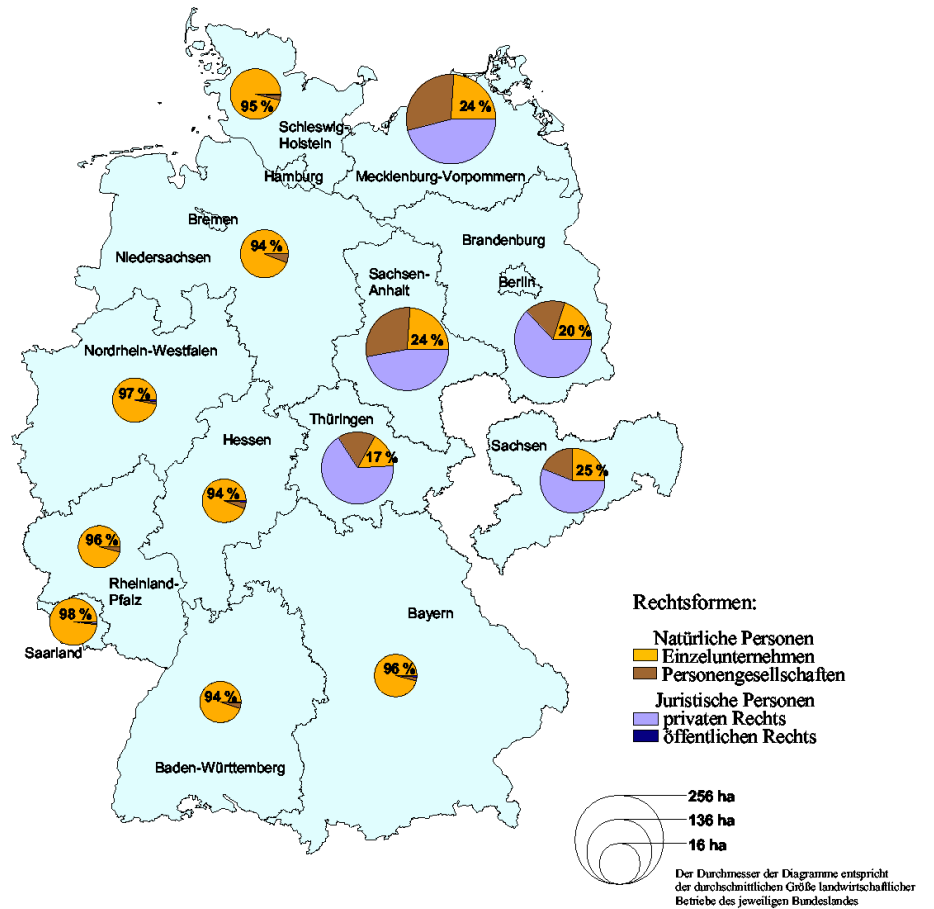 95 %
24 %
Schleswig-
Holstein
Hamburg
Mecklenburg-Vorpommern
Bremen
94 %
Brandenburg
Niedersachsen
Sachsen-
Anhalt
Berlin
24 %
20 %
Nordrhein-Westfalen
97 %
Thüringen
Hessen
Sachsen
17 %
25 %
94 %
96 %
Rheinland-
Pfalz
98 %
Saarland
Bayern
96 %
94 %
Baden-Württemberg
Rechtsformen:
Natürliche Personen
Einzelunternehmen
Personengesellschaften
Juristische Personen
privaten Rechts
öffentlichen Rechts
256 ha
136 ha
16 ha
Der Durchmesser der Diagramme entspricht
der durchschnittlichen Größe landwirtschaftlicher
Betriebe des jeweiligen Bundeslandes